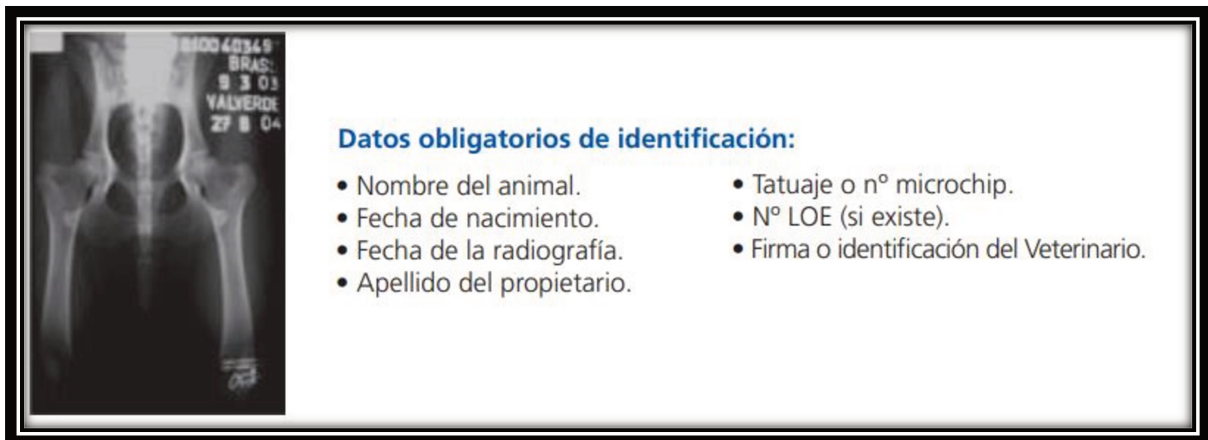 BRAS
9 3 03
VALVERDE
27 8 04
Datos obligatorios de identificación:
• Nombre del animal.
• Fecha de nacimiento.
• Fecha de la radiografía.
• Apellido del propietario.
• Tatuaje o nº microchip.
• Nº LOE (si existe).
• Firma o identificación del Veterinario.